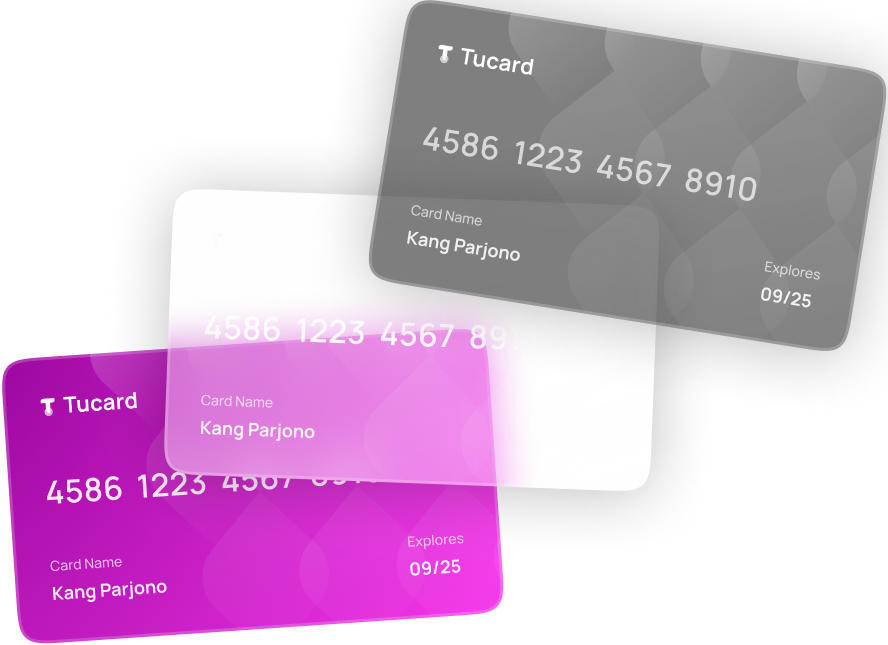 Tucard
4586 1223 4567 8910
Card Name
Kang Parjono
Explores
09/25
4586 1223 4567
Card Name
Kang Parjono
Tucard
4586 1223 4567
Card Name
Kang Parjono
Explores
09/25